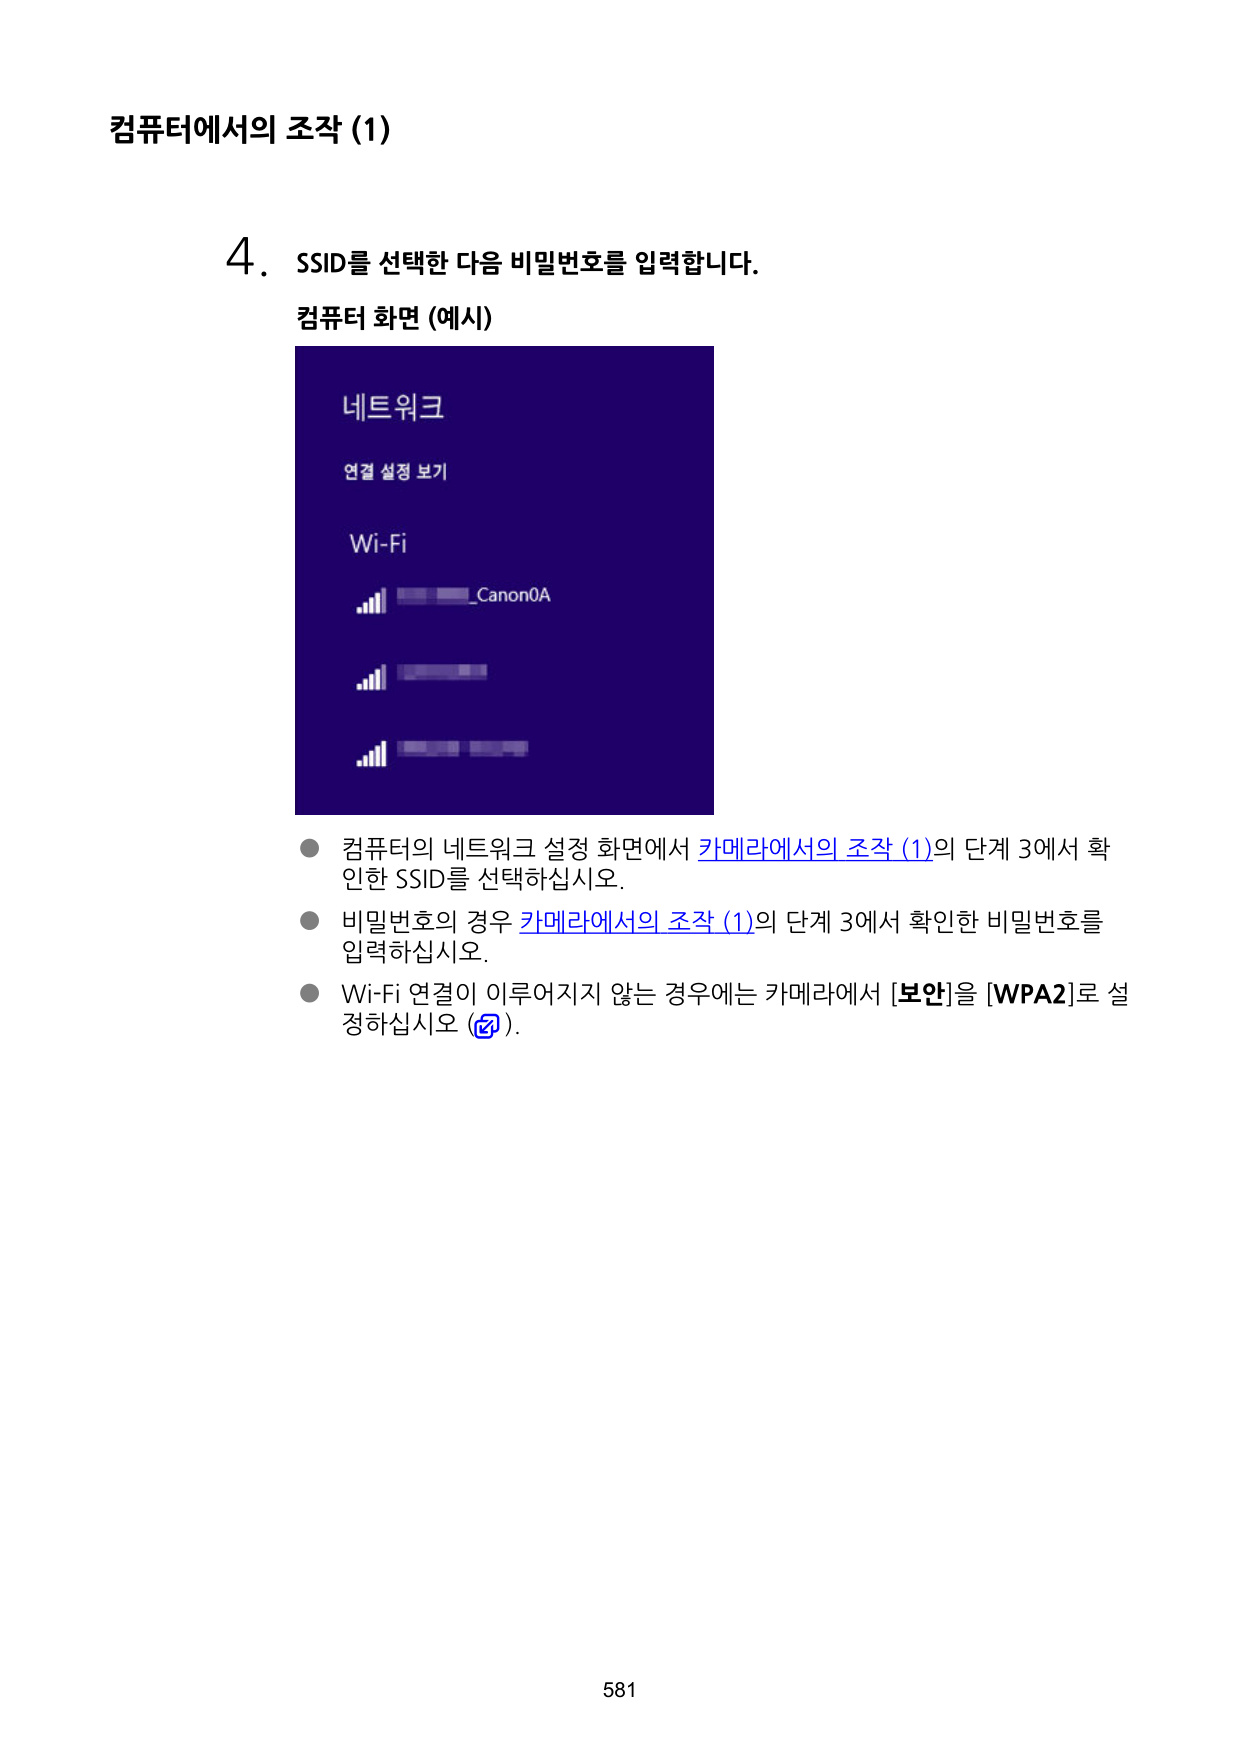 컴퓨터에서의 조작 (1)
4. SSID를 선택한 다음 비밀번호를 입력합니다.
컴퓨터 화면 (예시)
네트워크
연결 설정 보기
Wi-Fi
_Canon0A
● 컴퓨터의 네트워크 설정 화면에서 카메라에서의 조작 (1)의 단계 3에서 확
인한 SSID를 선택하십시오.
● 비밀번호의 경우 카메라에서의 조작 (1)의 단계 3에서 확인한 비밀번호를
입력하십시오.
● Wi-Fi 연결이 이루어지지 않는 경우에는 카메라에서 [보안]을 [WPA2]로 설
정하십시오 ( ).
581